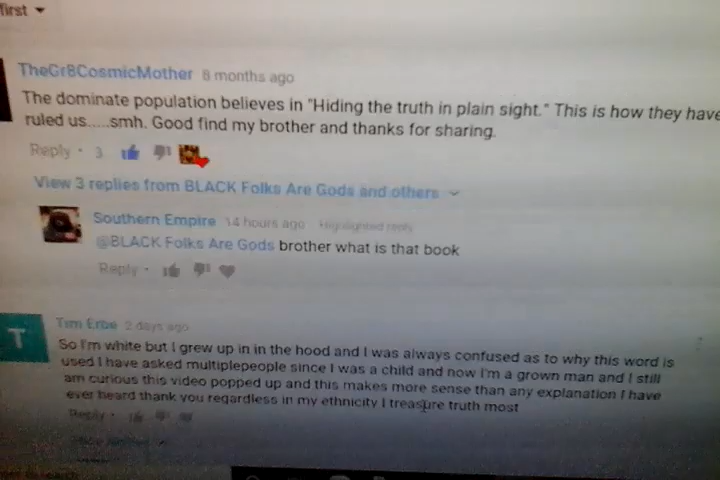 first
TheGr8CosmicMother 8 months ago
The dominate population believes in "Hiding the truth in plain sight." This is how they have
ruled us.....smh. Good find my brother and thanks for sharing.
Reply · 3
View 3 replies from BLACK Folks Are Gods and others
Southern Empire 14 hours ago Highlighted reply
@BLACK Folks Are Gods brother what is that book
Reply ·
T
Tim Erbe 2 days ago
So I'm white but I grew up in in the hood and I was always confused as to why this word is
used I have asked multiplepeople since I was a child and now I'm a grown man and I still
am curious this video popped up and this makes more sense than any explanation I have
ever heard thank you regardless in my ethnicity I treasure truth most
Reply ·